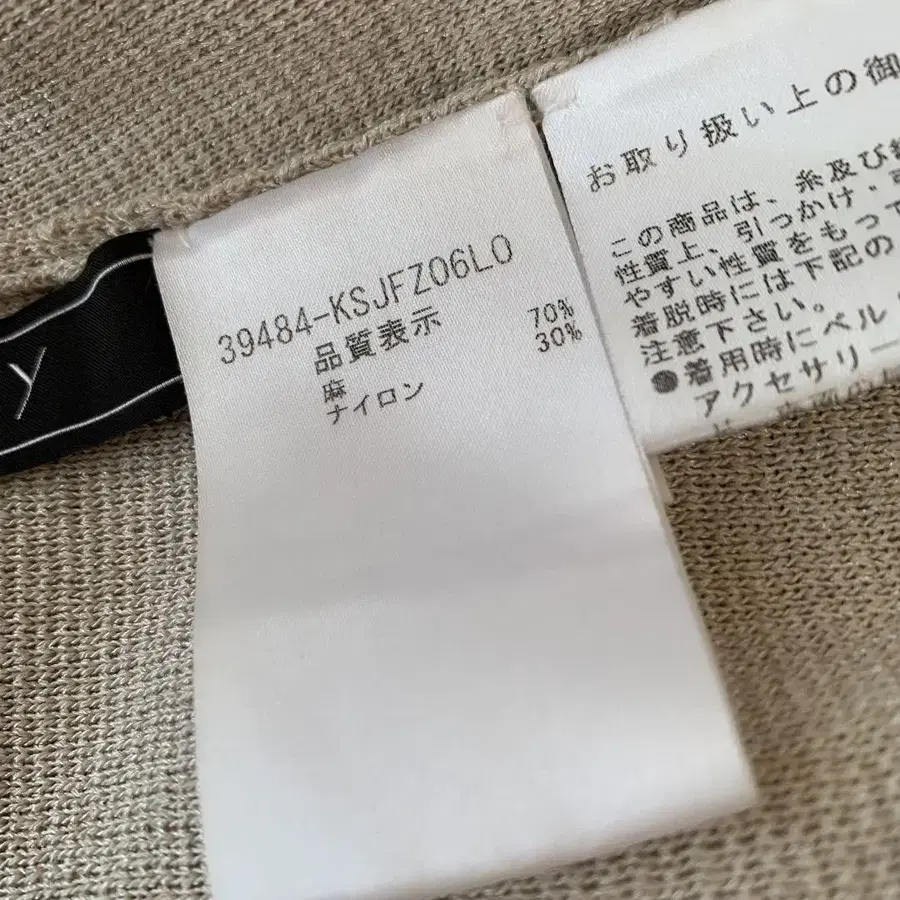 y
39484-KSJFZ06L0
品質表示
麻 70%
ナイロン 30%
お取り扱い上の御
この商品は、糸及び
性質上、引っかけ・引
やすい性質をもって
着脱時には下記の
注意下さい。
●着用時にベル
アクセサリー